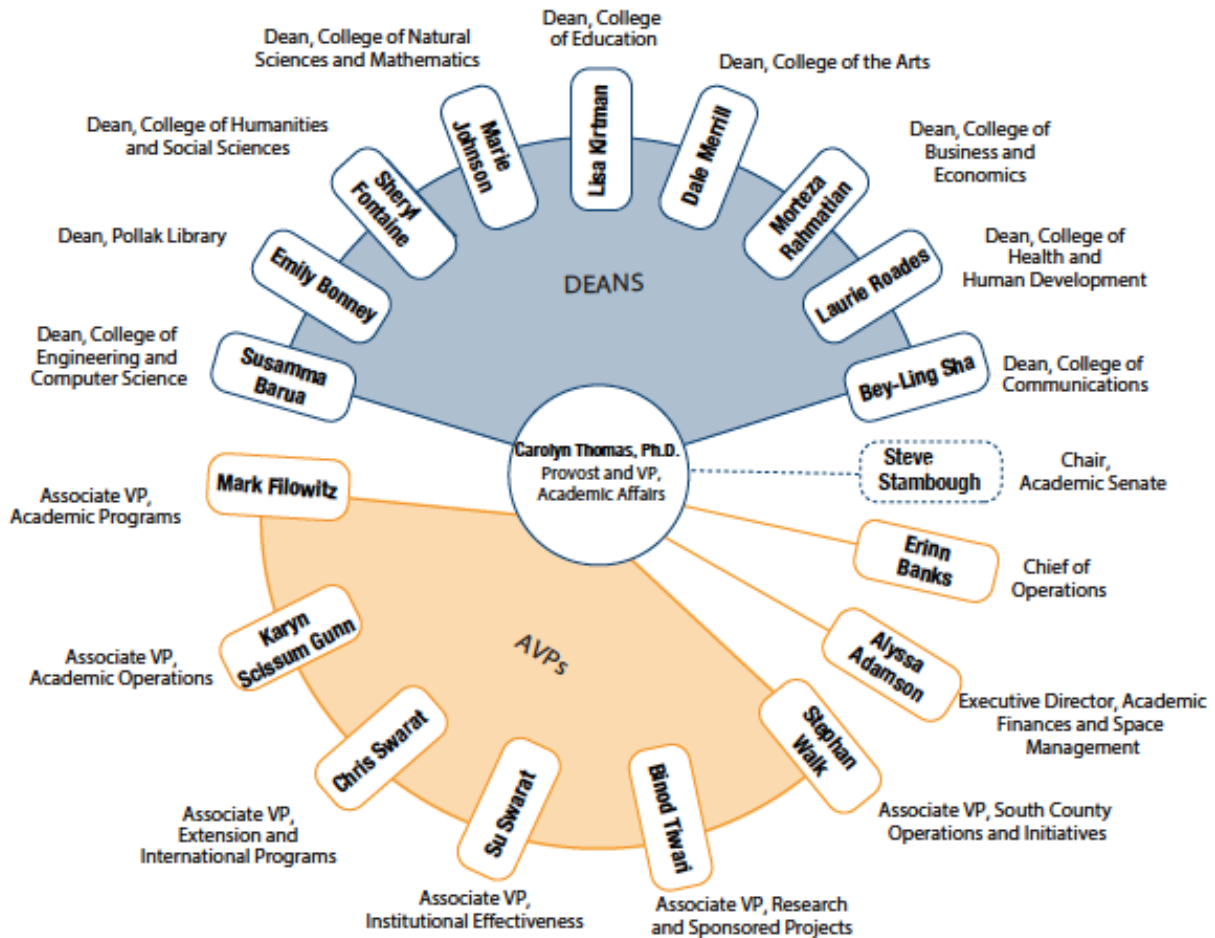 Dean, College
of Education
Dean, College of Natural
Sciences and Mathematics
Dean, College of the Arts
Dean, College of Humanities
and Social Sciences
Dean, College of
Business and
Economics
Dean, Pollak Library
Dean, College of
Health and
Human Development
Dean, College of
Engineering and
Computer Science
Dean, College of
Communications
Susamma
Barua
Emily Bonney
Sheryl
Fontaine
Marie
Johnson
Lisa Kirtman
Dale Merrill
Morteza
Rahmatian
Laurie Roades
Bey-Ling Sha
DEANS
Carolyn Thomas, Ph.D.
Provost and VP,
Academic Affairs
Steve
Stambough
Chair,
Academic Senate
Erinn
Banks
Chief of
Operations
Alyssa
Adamson
Executive Director, Academic
Finances and Space
Management
AVPs
Mark Filowitz
Associate VP,
Academic Programs
Karyn
Scissum Gunn
Associate VP,
Academic Operations
Chris Swarat
Associate VP,
Extension and
International Programs
Su Swarat
Associate VP,
Institutional Effectiveness
Binod Tiwari
Associate VP, Research
and Sponsored Projects
Stephan
Walk
Associate VP, South County
Operations and Initiatives